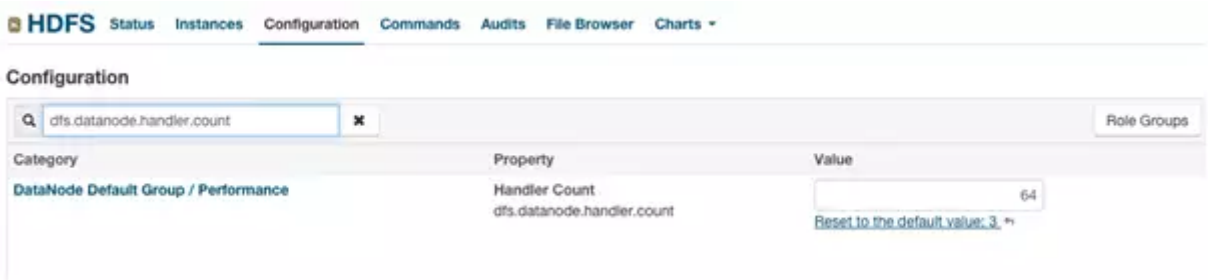 HDFS Status Instances Configuration Commands Audits File Browser Charts
Configuration
dfs.datanode.handler.count Role Groups
Category Property Value
DataNode Default Group / Performance Handler Count 64
dfs.datanode.handler.count Reset to the default value: 3